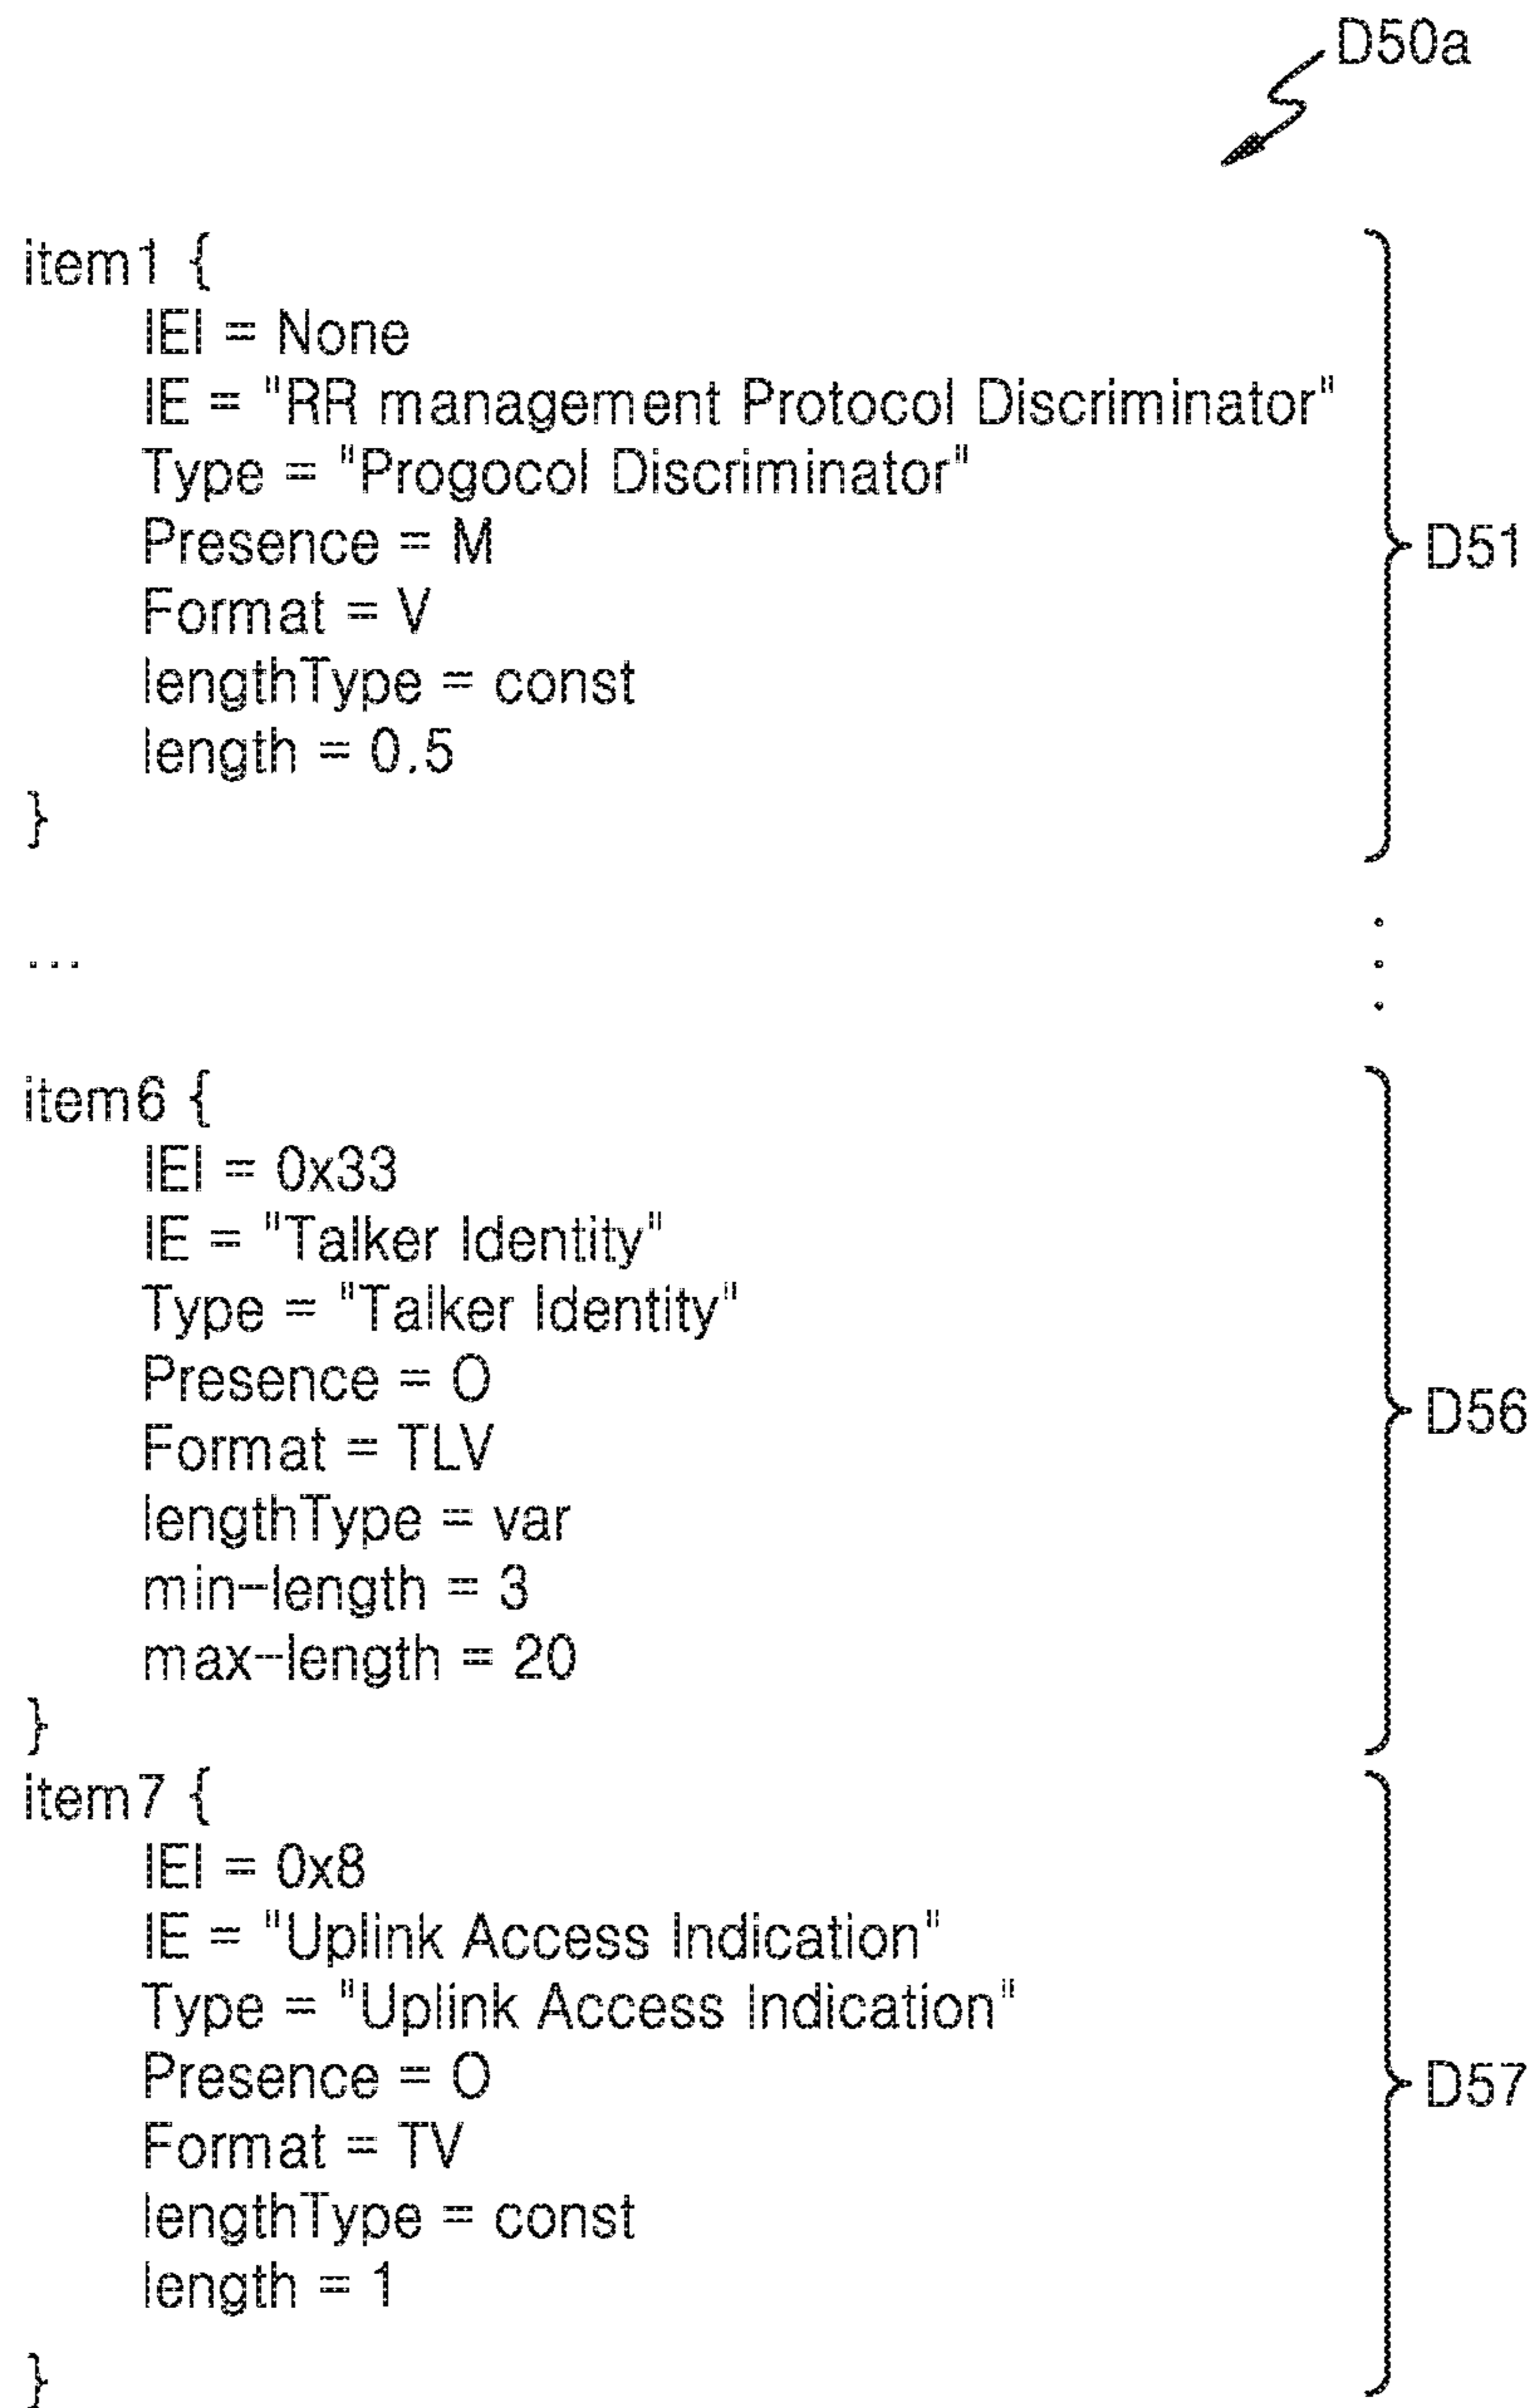 D50a
item1 {
IEI = None
IE = "RR management Protocol Discriminator"
Type = "Progocol Discriminator"
Presence = M
Format = V
lengthType = const
length = 0.5
}
D51
...
item6 {
IEI = 0x33
IE = "Talker Identity"
Type = "Talker Identity"
Presence = O
Format = TLV
lengthType = var
min-length = 3
max-length = 20
}
D56
item7 {
IEI = 0x8
IE = "Uplink Access Indication"
Type = "Uplink Access Indication"
Presence = O
Format = TV
lengthType = const
length = 1
}
D57